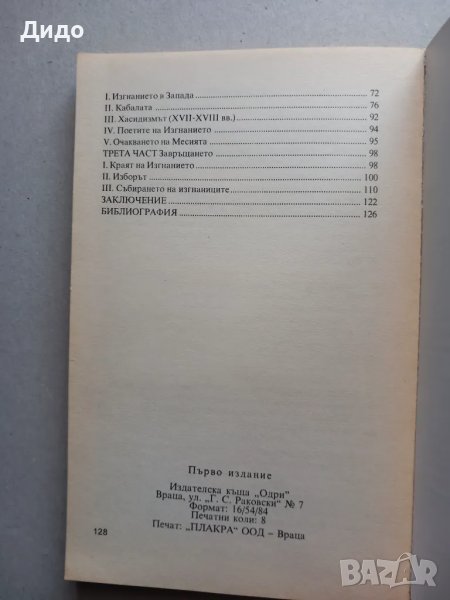 Дидо
I. Изгнанието в Запада 72
II. Кабалата 76
III. Хасидизмът (XVII-XVIII вв.) 92
IV. Поетите на Изгнанието 94
V. Очакването на Месията 95
ТРЕТА ЧАСТ Завръщането 98
I. Краят на Изгнанието 98
II. Изборът 100
III. Събирането на изгнаниците 110
ЗАКЛЮЧЕНИЕ 122
БИБЛИОГРАФИЯ 126
Първо издание
Издателска къща „Одри“
Враца, ул. „Г. С. Раковски“ № 7
Формат: 16/54/84
Печатни коли: 8
Печат: „ПЛАКРА“ ООД – Враца
128
BAZAR